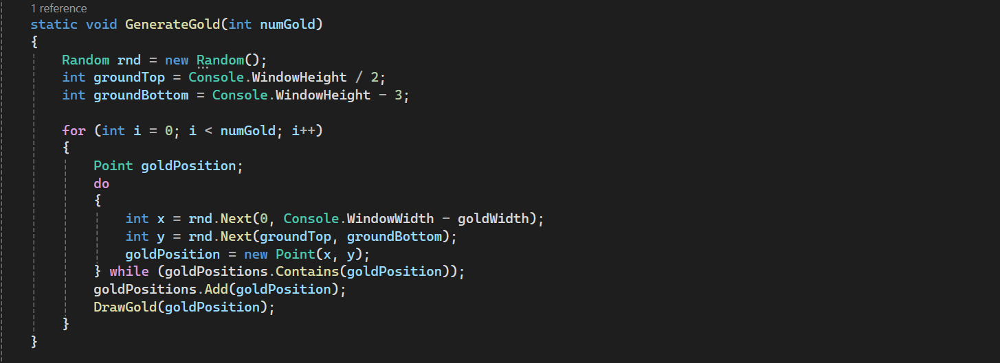 1 reference
static void GenerateGold(int numGold)
{
    Random rnd = new Random();
    int groundTop = Console.WindowHeight / 2;
    int groundBottom = Console.WindowHeight - 3;

    for (int i = 0; i < numGold; i++)
    {
        Point goldPosition;
        do
        {
            int x = rnd.Next(0, Console.WindowWidth - goldWidth);
            int y = rnd.Next(groundTop, groundBottom);
            goldPosition = new Point(x, y);
        } while (goldPositions.Contains(goldPosition));
        goldPositions.Add(goldPosition);
        DrawGold(goldPosition);
    }
}